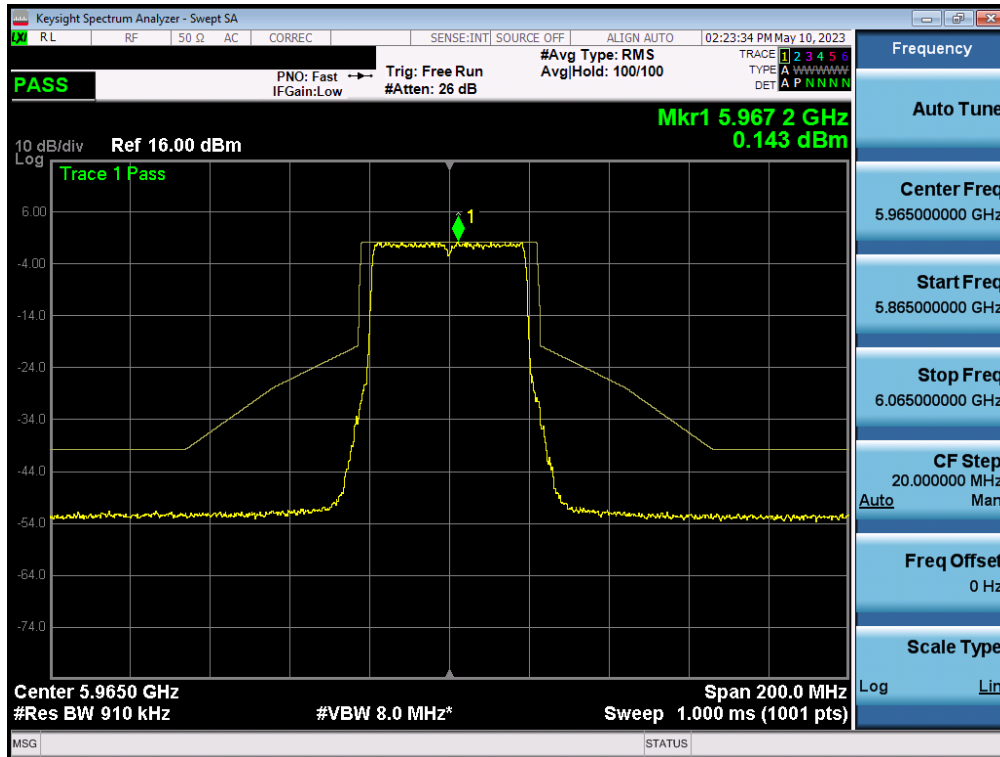 Keysight Spectrum Analyzer - Swept SA
LXI RL RF 50 Ω AC CORREC SENSE:INT SOURCE OFF ALIGN AUTO 02:23:34 PM May 10, 2023
PASS
PNO: Fast
IFGain:Low
Trig: Free Run
#Atten: 26 dB
#Avg Type: RMS
Avg|Hold: 100/100
TRACE 1 2 3 4 5 6
TYPE A WWWWW
DET A P N N N N
Mkr1 5.967 2 GHz
0.143 dBm
10 dB/div Ref 16.00 dBm
Log
Trace 1 Pass
1
6.00
-4.00
-14.0
-24.0
-34.0
-44.0
-54.0
-64.0
-74.0
Center 5.9650 GHz Span 200.0 MHz
#Res BW 910 kHz #VBW 8.0 MHz* Sweep 1.000 ms (1001 pts)
MSG STATUS
Frequency
Auto Tune
Center Freq
5.965000000 GHz
Start Freq
5.865000000 GHz
Stop Freq
6.065000000 GHz
CF Step
20.000000 MHz
Auto Man
Freq Offset
0 Hz
Scale Type
Log Lin